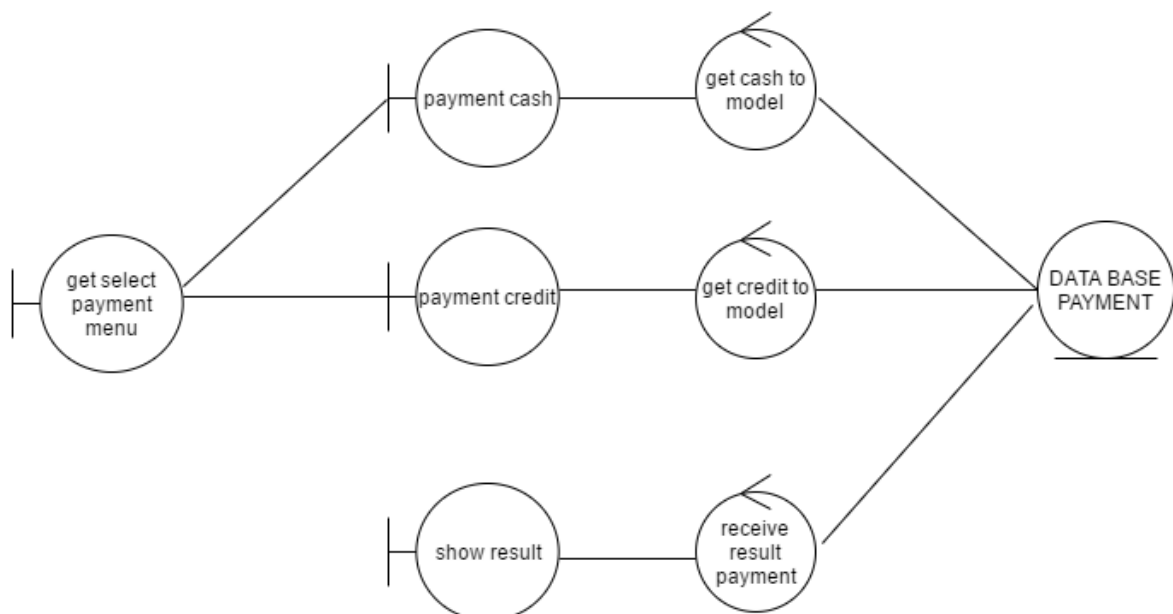 payment cash
get cash to
model
get select
payment
menu
payment credit
get credit to
model
DATA BASE
PAYMENT
show result
receive
result
payment